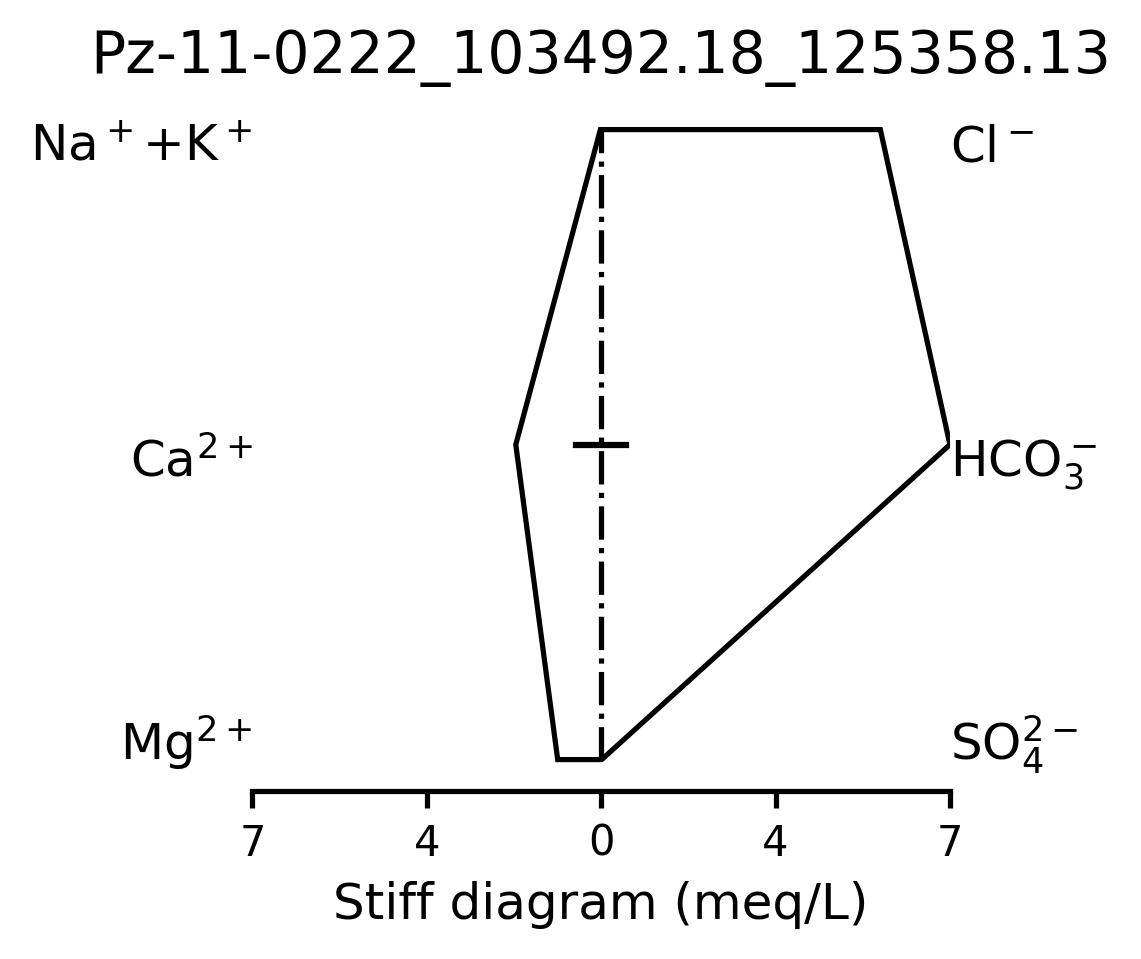 Pz-11-0222_103492.18_125358.13
Na⁺+K⁺ Cl⁻
Ca²⁺ HCO₃⁻
Mg²⁺ SO₄²⁻
7 4 0 4 7
Stiff diagram (meq/L)